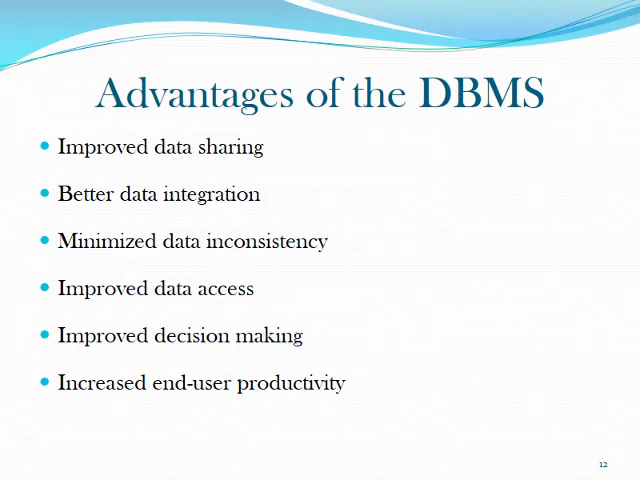 Advantages of the DBMS
Improved data sharing
Better data integration
Minimized data inconsistency
Improved data access
Improved decision making
Increased end-user productivity
12